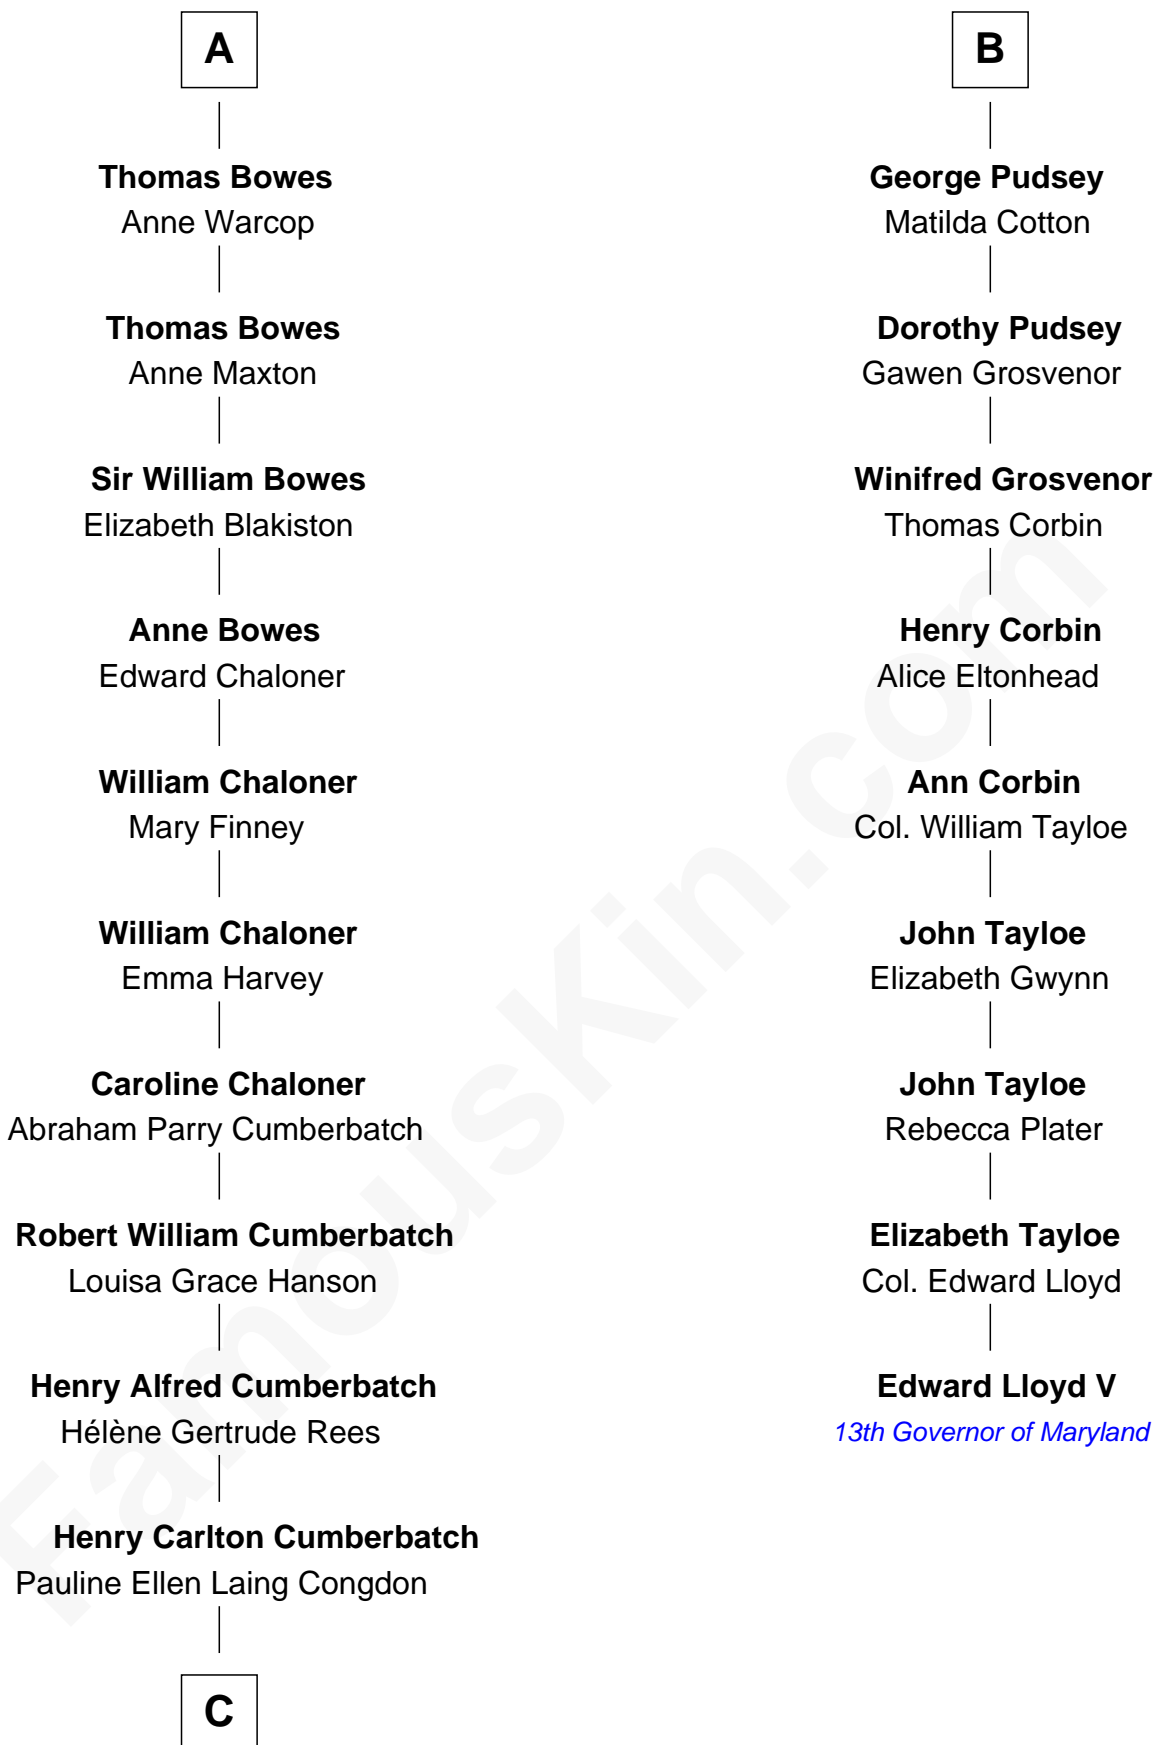 A
Thomas Bowes
Anne Warcop
Thomas Bowes
Anne Maxton
Sir William Bowes
Elizabeth Blakiston
Anne Bowes
Edward Chaloner
William Chaloner
Mary Finney
William Chaloner
Emma Harvey
Caroline Chaloner
Abraham Parry Cumberbatch
Robert William Cumberbatch
Louisa Grace Hanson
Henry Alfred Cumberbatch
Hélène Gertrude Rees
Henry Carlton Cumberbatch
Pauline Ellen Laing Congdon
C
B
George Pudsey
Matilda Cotton
Dorothy Pudsey
Gawen Grosvenor
Winifred Grosvenor
Thomas Corbin
Henry Corbin
Alice Eltonhead
Ann Corbin
Col. William Tayloe
John Tayloe
Elizabeth Gwynn
John Tayloe
Rebecca Plater
Elizabeth Tayloe
Col. Edward Lloyd
Edward Lloyd V
13th Governor of Maryland
FamousKin.com